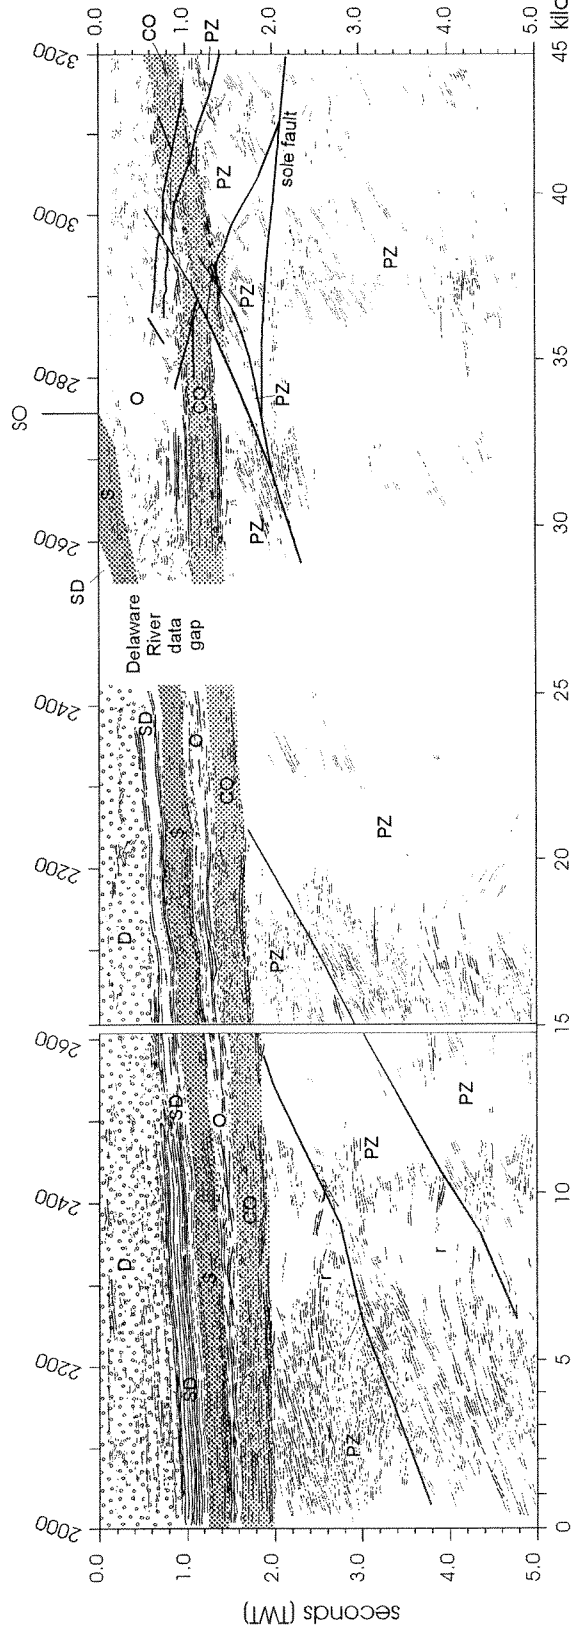 SO
2000 2200 2400 2600 2200 2400 2600 2800 3000 3200
0.0
1.0
2.0
3.0
4.0
5.0
seconds (TWT)
D
D
D
SD
SD
SD
SD
S
S
S
O
O
O
O
CO
CO
CO
CO
Delaware
River
data
gap
CO
PZ
PZ
PZ
PZ
PZ
PZ
PZ
PZ
PZ
PZ
PZ
r
r
sole fault
0.0
1.0
2.0
3.0
4.0
5.0
0 5 10 15 20 25 30 35 40 45